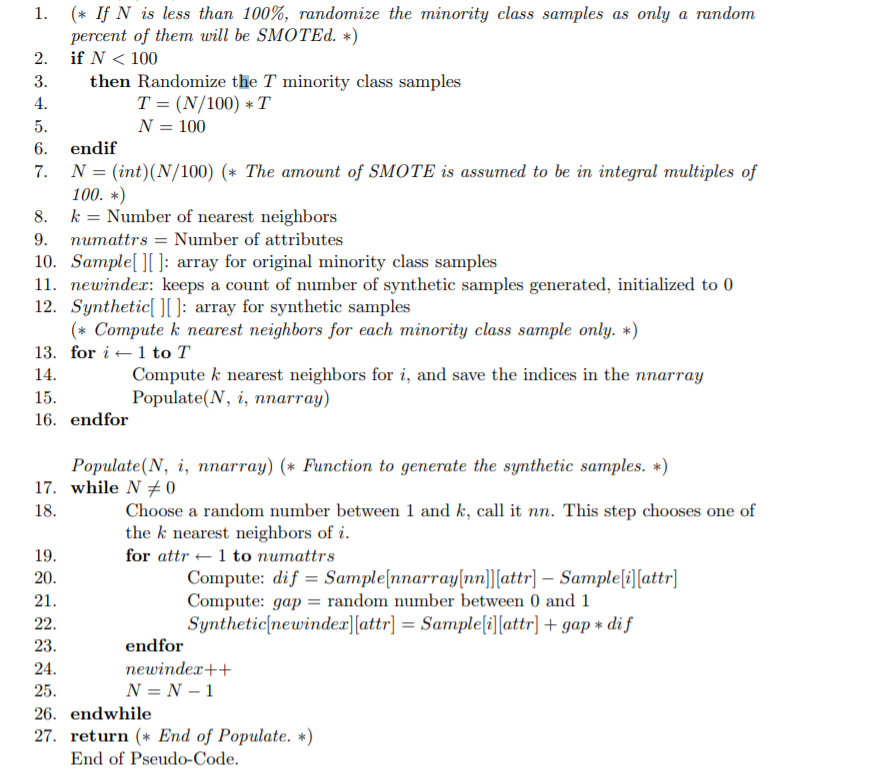 1. (∗ If N is less than 100%, randomize the minority class samples as only a random
percent of them will be SMOTEd. ∗)
2. if N < 100
3. then Randomize the T minority class samples
4. T = (N/100) ∗ T
5. N = 100
6. endif
7. N = (int)(N/100) (∗ The amount of SMOTE is assumed to be in integral multiples of
100. ∗)
8. k = Number of nearest neighbors
9. numattrs = Number of attributes
10. Sample[ ][ ]: array for original minority class samples
11. newindex: keeps a count of number of synthetic samples generated, initialized to 0
12. Synthetic[ ][ ]: array for synthetic samples
(∗ Compute k nearest neighbors for each minority class sample only. ∗)
13. for i ← 1 to T
14. Compute k nearest neighbors for i, and save the indices in the nnarray
15. Populate(N, i, nnarray)
16. endfor
Populate(N, i, nnarray) (∗ Function to generate the synthetic samples. ∗)
17. while N ≠ 0
18. Choose a random number between 1 and k, call it nn. This step chooses one of
the k nearest neighbors of i.
19. for attr ← 1 to numattrs
20. Compute: dif = Sample[nnarray[nn]][attr] − Sample[i][attr]
21. Compute: gap = random number between 0 and 1
22. Synthetic[newindex][attr] = Sample[i][attr] + gap ∗ dif
23. endfor
24. newindex++
25. N = N − 1
26. endwhile
27. return (∗ End of Populate. ∗)
End of Pseudo-Code.